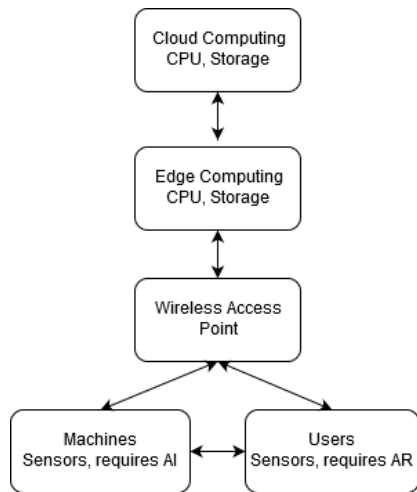 Cloud Computing
CPU, Storage
Edge Computing
CPU, Storage
Wireless Access
Point
Machines
Sensors, requires AI
Users
Sensors, requires AR